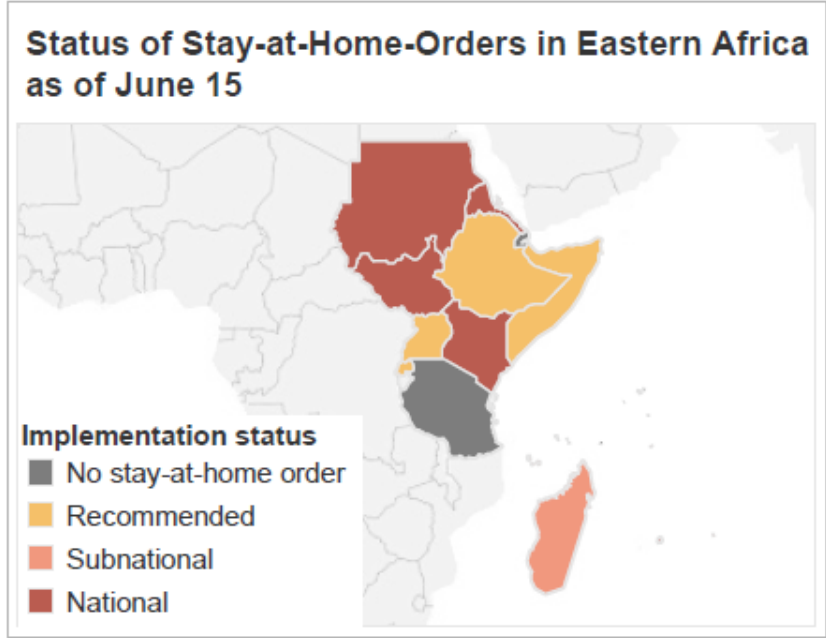 Status of Stay-at-Home-Orders in Eastern Africa
as of June 15
Implementation status
No stay-at-home order
Recommended
Subnational
National